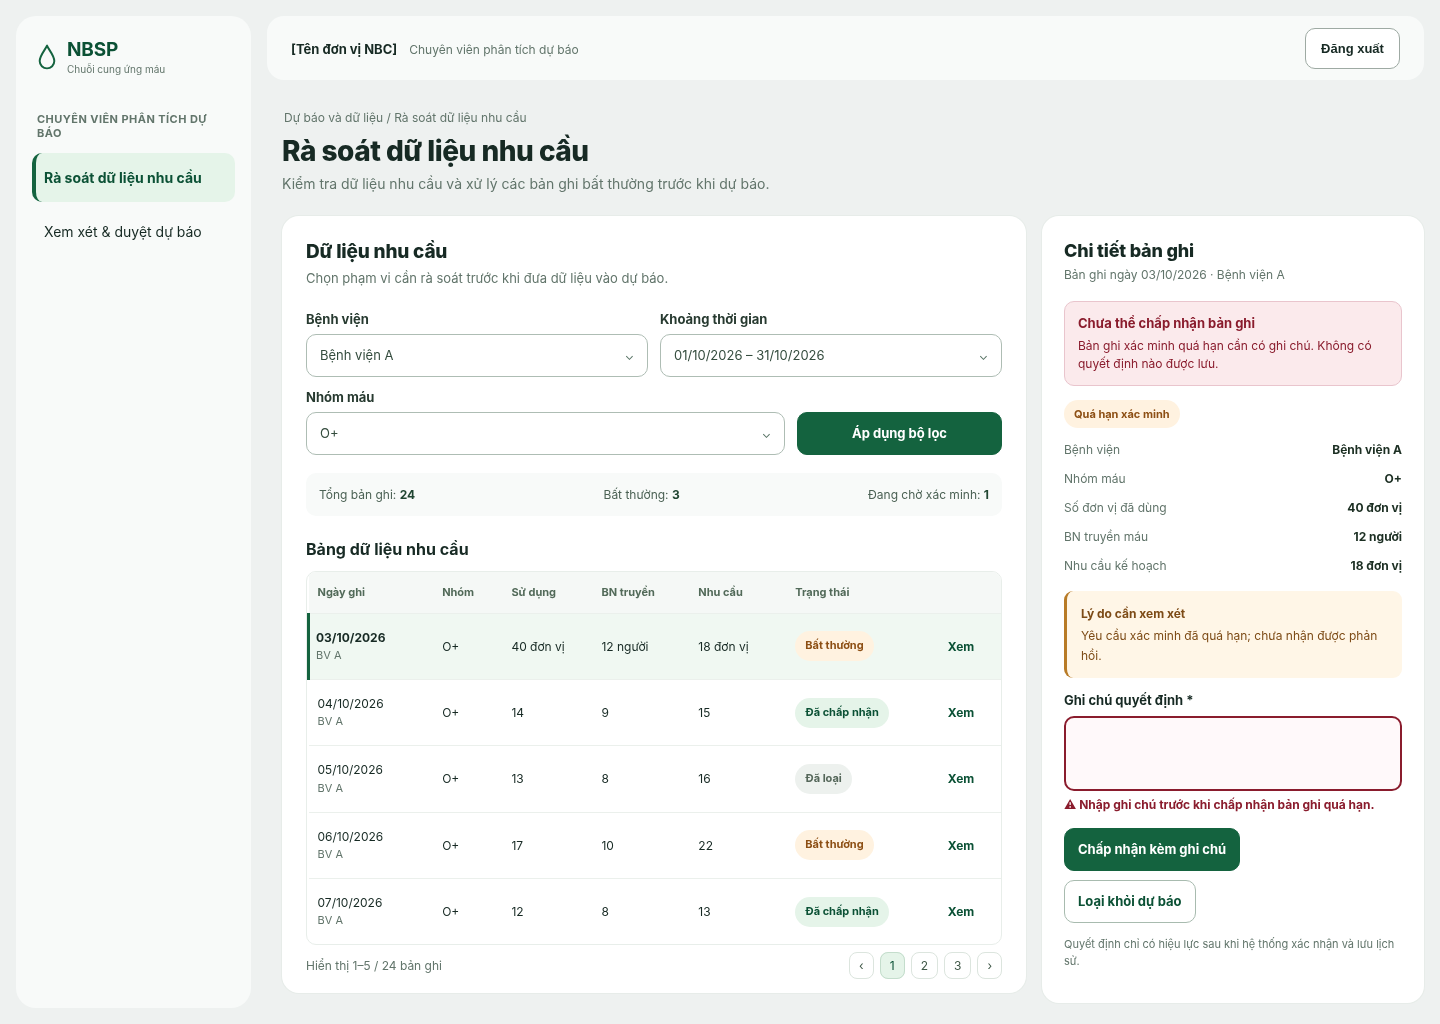 NBSP
Chuỗi cung ứng máu
CHUYÊN VIÊN PHÂN TÍCH DỰ
BÁO
Rà soát dữ liệu nhu cầu
Xem xét & duyệt dự báo
[Tên đơn vị NBC] Chuyên viên phân tích dự báo
Đăng xuất
Dự báo và dữ liệu / Rà soát dữ liệu nhu cầu
Rà soát dữ liệu nhu cầu
Kiểm tra dữ liệu nhu cầu và xử lý các bản ghi bất thường trước khi dự báo.
Dữ liệu nhu cầu
Chọn phạm vi cần rà soát trước khi đưa dữ liệu vào dự báo.
Bệnh viện
Khoảng thời gian
Bệnh viện A
01/10/2026 – 31/10/2026
Nhóm máu
O+
Áp dụng bộ lọc
Tổng bản ghi: 24
Bất thường: 3
Đang chờ xác minh: 1
Bảng dữ liệu nhu cầu
Ngày ghi Nhóm Sử dụng BN truyền Nhu cầu Trạng thái
03/10/2026
BV A
O+ 40 đơn vị 12 người 18 đơn vị Bất thường Xem
04/10/2026
BV A
O+ 14 9 15 Đã chấp nhận Xem
05/10/2026
BV A
O+ 13 8 16 Đã loại Xem
06/10/2026
BV A
O+ 17 10 22 Bất thường Xem
07/10/2026
BV A
O+ 12 8 13 Đã chấp nhận Xem
Hiển thị 1–5 / 24 bản ghi
‹ 1 2 3 ›
Chi tiết bản ghi
Bản ghi ngày 03/10/2026 · Bệnh viện A
Chưa thể chấp nhận bản ghi
Bản ghi xác minh quá hạn cần có ghi chú. Không có
quyết định nào được lưu.
Quá hạn xác minh
Bệnh viện Bệnh viện A
Nhóm máu O+
Số đơn vị đã dùng 40 đơn vị
BN truyền máu 12 người
Nhu cầu kế hoạch 18 đơn vị
Lý do cần xem xét
Yêu cầu xác minh đã quá hạn; chưa nhận được phản
hồi.
Ghi chú quyết định *
⚠ Nhập ghi chú trước khi chấp nhận bản ghi quá hạn.
Chấp nhận kèm ghi chú
Loại khỏi dự báo
Quyết định chỉ có hiệu lực sau khi hệ thống xác nhận và lưu lịch
sử.